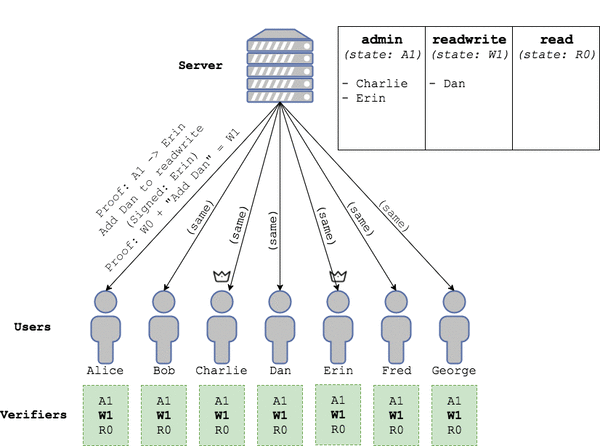 admin readwrite read
(state: A1) (state: W1) (state: R0)
- Charlie - Dan
- Erin
Server
Proof: A1 -> Erin
Add Dan to readwrite
(Signed: Erin)
Proof: W0 + "Add Dan" = W1
(same) (same) (same) (same) (same) (same)
Users
Alice Bob Charlie Dan Erin Fred George
Verifiers
A1 A1 A1 A1 A1 A1 A1
W1 W1 W1 W1 W1 W1 W1
R0 R0 R0 R0 R0 R0 R0